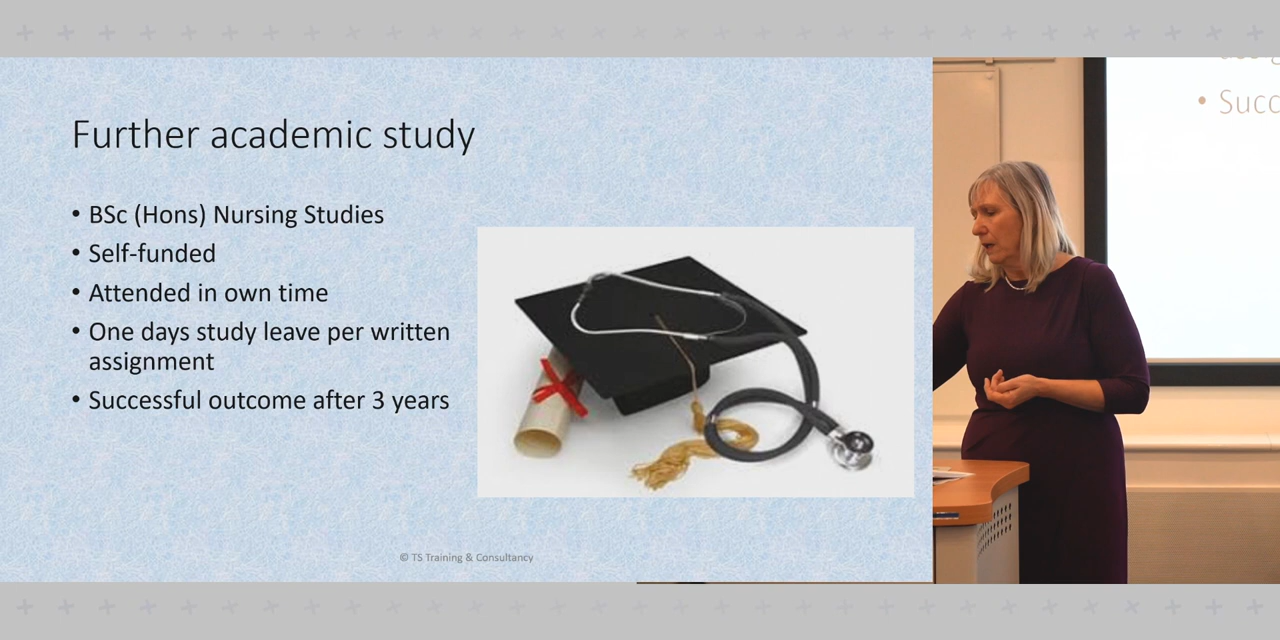 Further academic study
• BSc (Hons) Nursing Studies
• Self-funded
• Attended in own time
• One days study leave per written
assignment
• Successful outcome after 3 years
© TS Training & Consultancy
• Succ